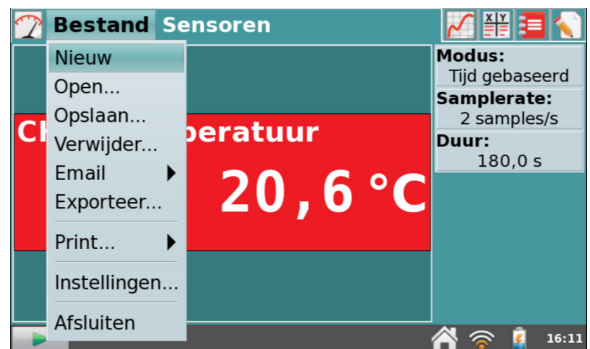 Bestand Sensoren
X Y
Nieuw
Open...
Opslaan...
Verwijder...
Email
Exporteer...
Print...
Instellingen...
Afsluiten
peratuur
20,6 °C
Modus:
Tijd gebaseerd
Samplerate:
2 samples/s
Duur:
180,0 s
16:11